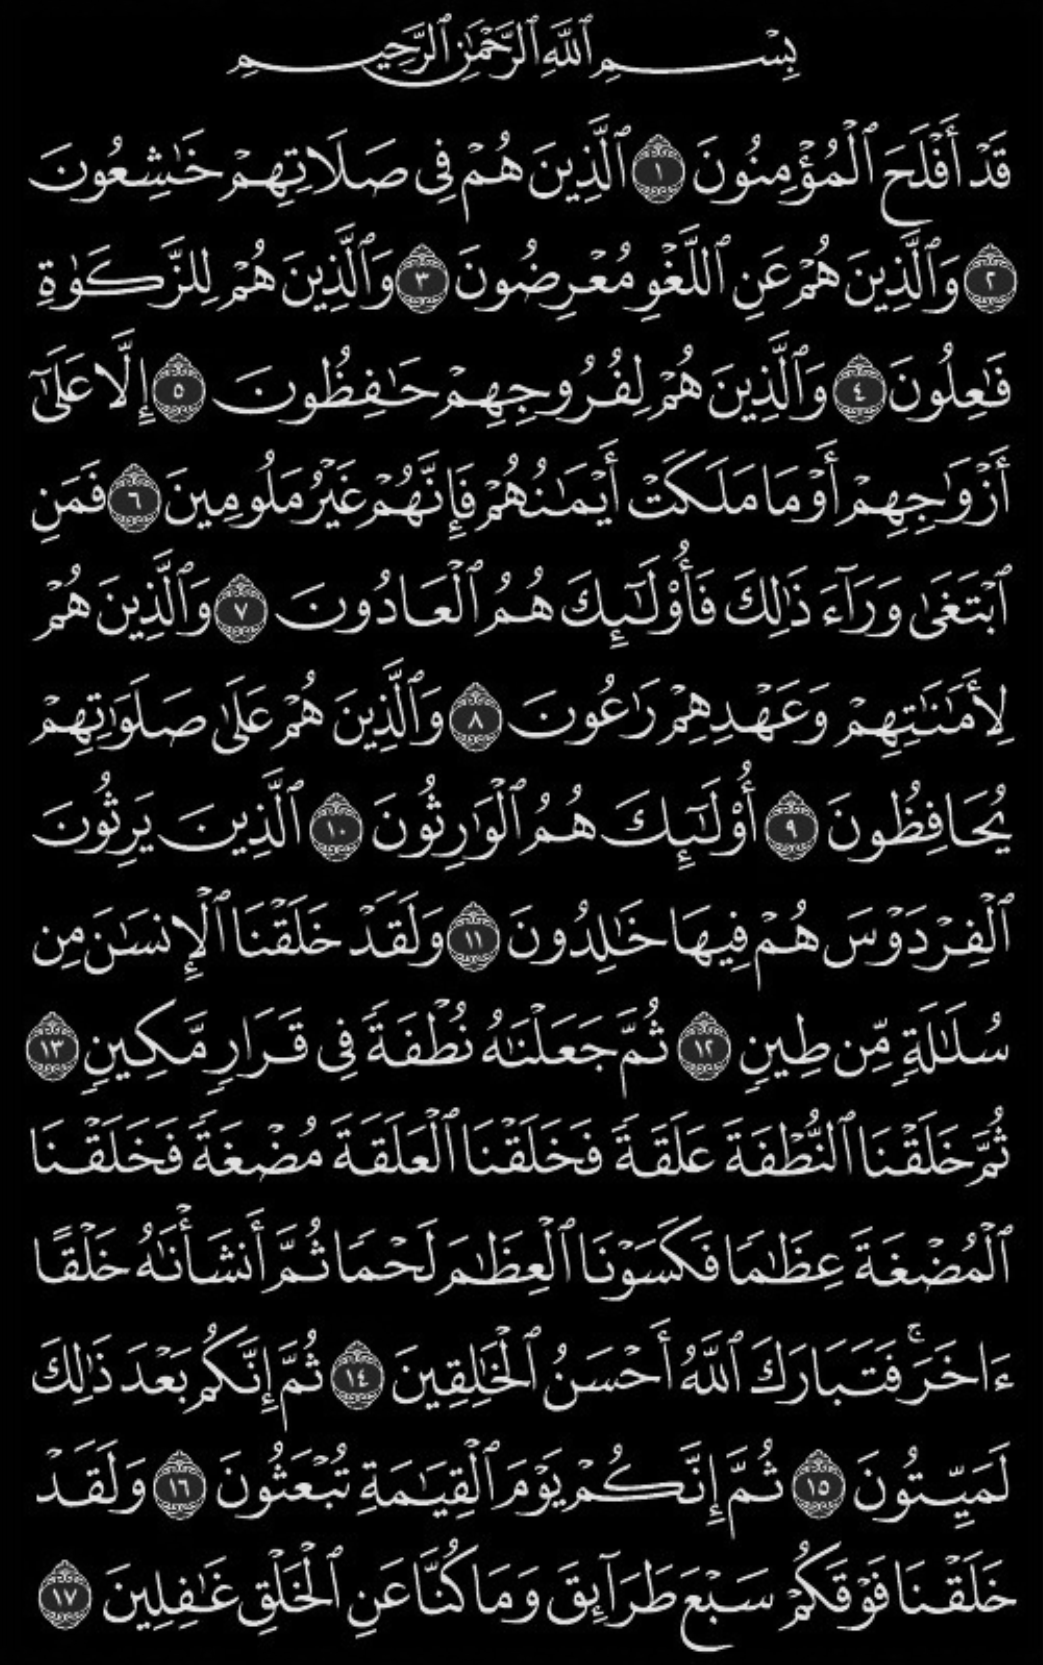 بِسْمِ ٱللَّهِ ٱلرَّحْمَٰنِ ٱلرَّحِيمِ
قَدْ أَفْلَحَ ٱلْمُؤْمِنُونَ ١ ٱلَّذِينَ هُمْ فِى صَلَاتِهِمْ خَٰشِعُونَ
٢ وَٱلَّذِينَ هُمْ عَنِ ٱللَّغْوِ مُعْرِضُونَ ٣ وَٱلَّذِينَ هُمْ لِلزَّكَوٰةِ
فَٰعِلُونَ ٤ وَٱلَّذِينَ هُمْ لِفُرُوجِهِمْ حَٰفِظُونَ ٥ إِلَّا عَلَىٰٓ
أَزْوَٰجِهِمْ أَوْ مَا مَلَكَتْ أَيْمَٰنُهُمْ فَإِنَّهُمْ غَيْرُ مَلُومِينَ ٦ فَمَنِ
ٱبْتَغَىٰ وَرَآءَ ذَٰلِكَ فَأُو۟لَٰٓئِكَ هُمُ ٱلْعَادُونَ ٧ وَٱلَّذِينَ هُمْ
لِأَمَٰنَٰتِهِمْ وَعَهْدِهِمْ رَٰعُونَ ٨ وَٱلَّذِينَ هُمْ عَلَىٰ صَلَوَٰتِهِمْ
يُحَافِظُونَ ٩ أُو۟لَٰٓئِكَ هُمُ ٱلْوَٰرِثُونَ ١٠ ٱلَّذِينَ يَرِثُونَ
ٱلْفِرْدَوْسَ هُمْ فِيهَا خَٰلِدُونَ ١١ وَلَقَدْ خَلَقْنَا ٱلْإِنسَٰنَ مِن
سُلَٰلَةٍ مِّن طِينٍ ١٢ ثُمَّ جَعَلْنَٰهُ نُطْفَةً فِى قَرَارٍ مَّكِينٍ ١٣
ثُمَّ خَلَقْنَا ٱلنُّطْفَةَ عَلَقَةً فَخَلَقْنَا ٱلْعَلَقَةَ مُضْغَةً فَخَلَقْنَا
ٱلْمُضْغَةَ عِظَٰمًا فَكَسَوْنَا ٱلْعِظَٰمَ لَحْمًا ثُمَّ أَنشَأْنَٰهُ خَلْقًا
ءَاخَرَ ۚ فَتَبَارَكَ ٱللَّهُ أَحْسَنُ ٱلْخَٰلِقِينَ ١٤ ثُمَّ إِنَّكُم بَعْدَ ذَٰلِكَ
لَمَيِّتُونَ ١٥ ثُمَّ إِنَّكُمْ يَوْمَ ٱلْقِيَٰمَةِ تُبْعَثُونَ ١٦ وَلَقَدْ
خَلَقْنَا فَوْقَكُمْ سَبْعَ طَرَآئِقَ وَمَا كُنَّا عَنِ ٱلْخَلْقِ غَٰفِلِينَ ١٧